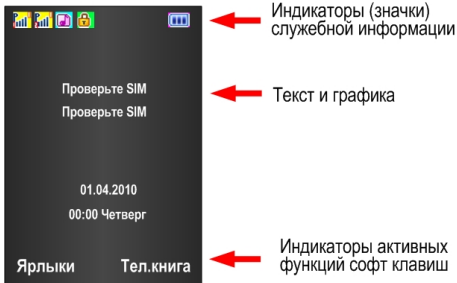 Индикаторы (значки)
служебной информации
Проверьте SIM
Проверьте SIM
Текст и графика
01.04.2010
00:00 Четверг
Ярлыки
Тел.книга
Индикаторы активных
функций софт клавиш